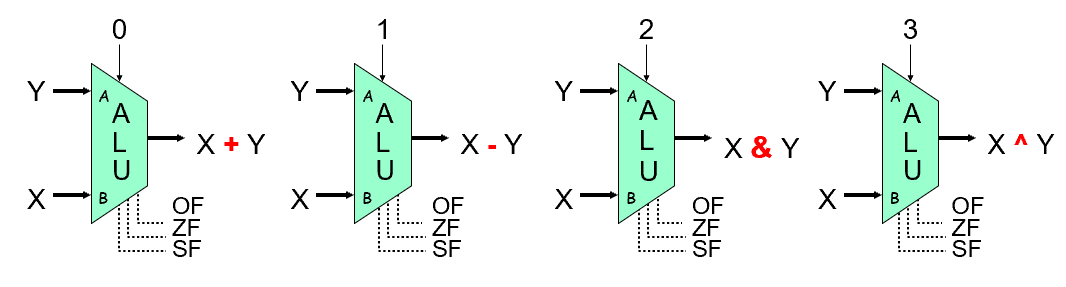 0
Y
A
ALU
X + Y
X
B
OF
ZF
SF
1
Y
A
ALU
X - Y
X
B
OF
ZF
SF
2
Y
A
ALU
X & Y
X
B
OF
ZF
SF
3
Y
A
ALU
X ^ Y
X
B
OF
ZF
SF